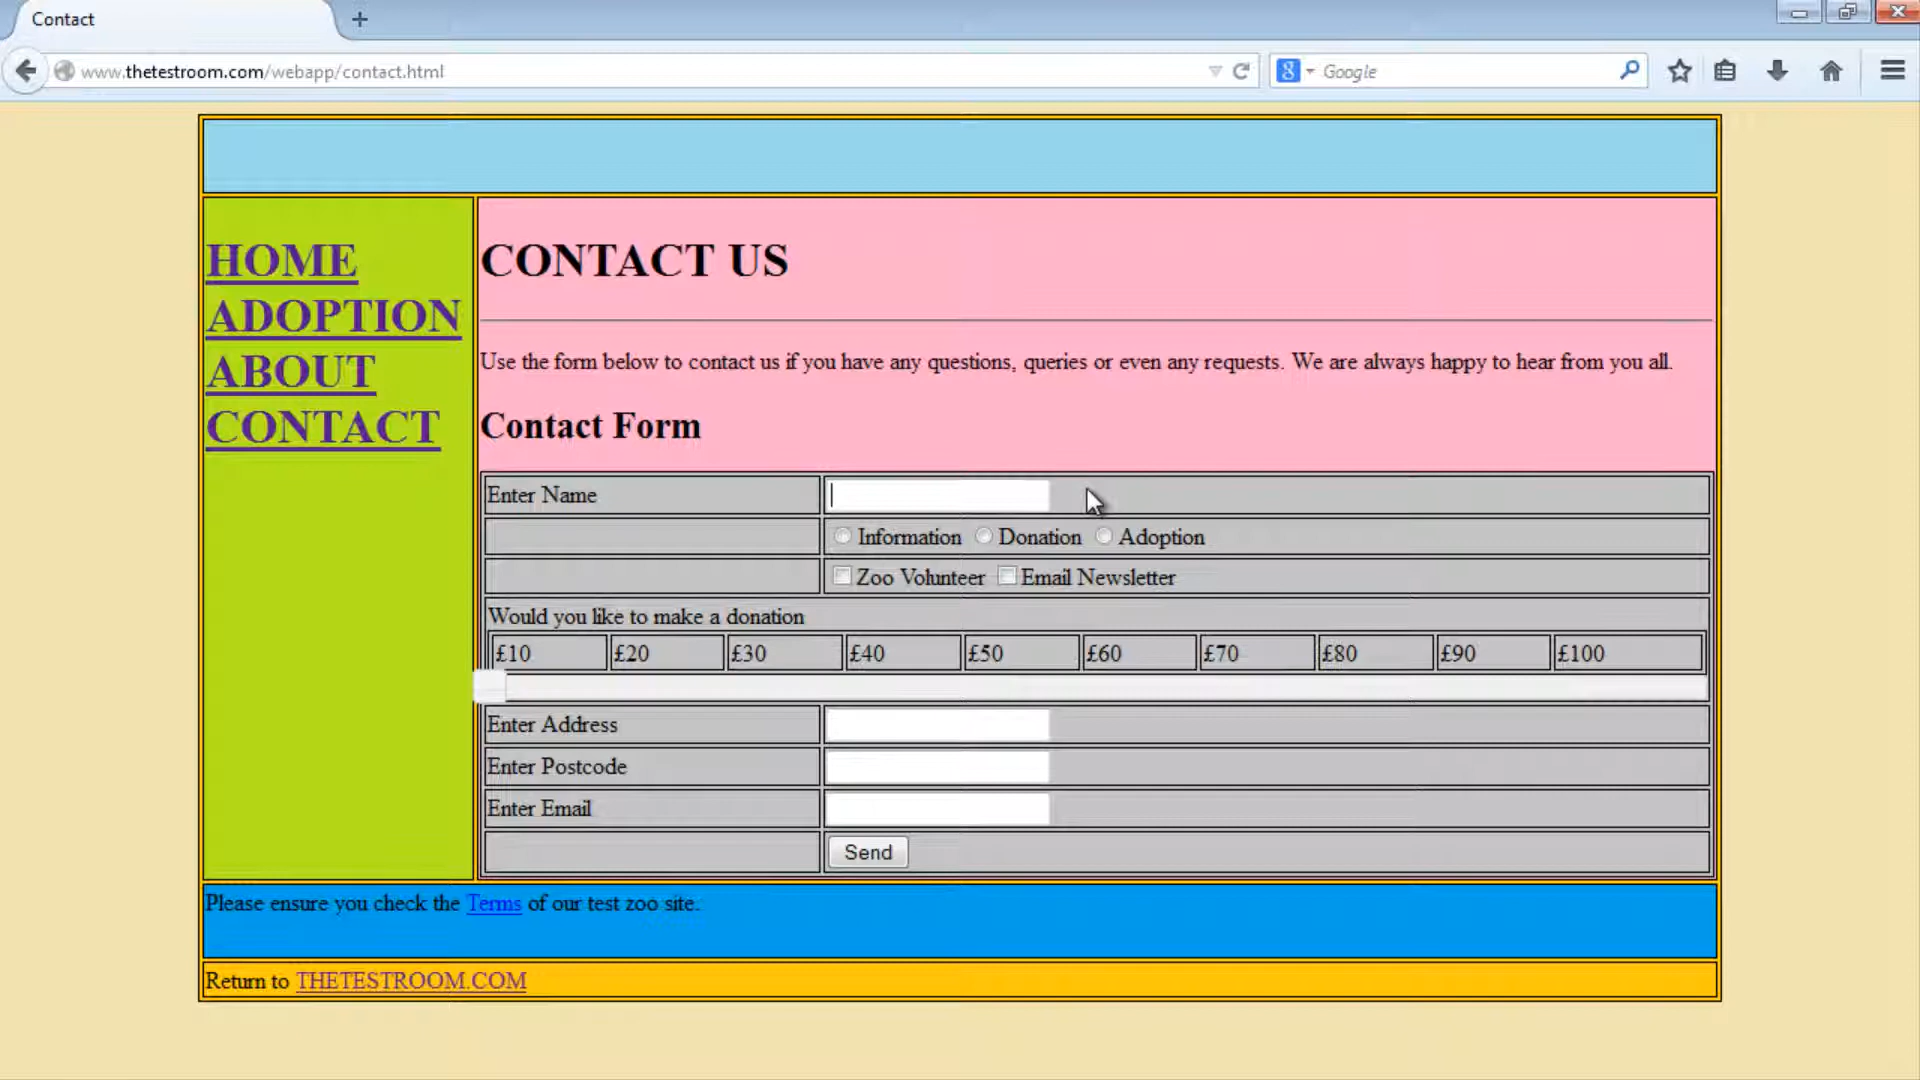 Contact
www.thetestroom.com/webapp/contact.html
Google
HOME
ADOPTION
ABOUT
CONTACT
CONTACT US
Use the form below to contact us if you have any questions, queries or even any requests. We are always happy to hear from you all.
Contact Form
Enter Name
Information Donation Adoption
Zoo Volunteer Email Newsletter
Would you like to make a donation
£10 £20 £30 £40 £50 £60 £70 £80 £90 £100
Enter Address
Enter Postcode
Enter Email
Send
Please ensure you check the Terms of our test zoo site.
Return to THETESTROOM.COM